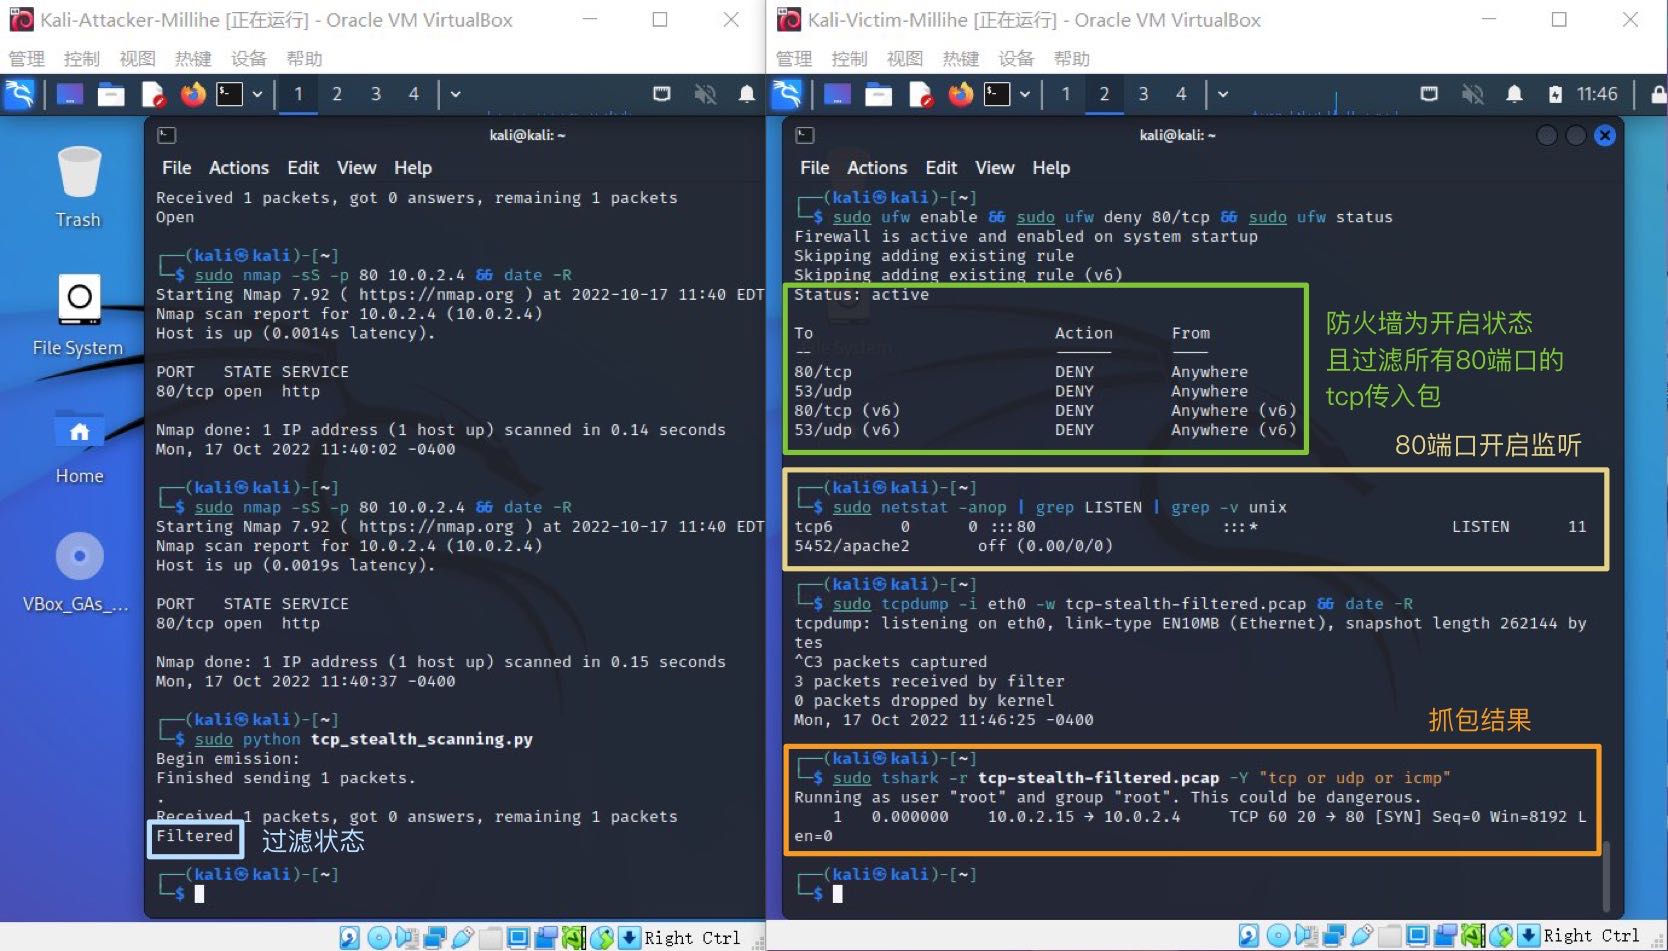 Kali-Attacker-Millihe [正在运行] - Oracle VM VirtualBox
管理 控制 视图 热键 设备 帮助
1 2 3 4
kali@kali: ~
File Actions Edit View Help
Trash
File System
Home
VBox_GAs_...
Received 1 packets, got 0 answers, remaining 1 packets
Open
┌──(kali㉿kali)-[~]
└─$ sudo nmap -sS -p 80 10.0.2.4 && date -R
Starting Nmap 7.92 ( https://nmap.org ) at 2022-10-17 11:40 EDT
Nmap scan report for 10.0.2.4 (10.0.2.4)
Host is up (0.0014s latency).
PORT STATE SERVICE
80/tcp open http
Nmap done: 1 IP address (1 host up) scanned in 0.14 seconds
Mon, 17 Oct 2022 11:40:02 -0400
┌──(kali㉿kali)-[~]
└─$ sudo nmap -sS -p 80 10.0.2.4 && date -R
Starting Nmap 7.92 ( https://nmap.org ) at 2022-10-17 11:40 EDT
Nmap scan report for 10.0.2.4 (10.0.2.4)
Host is up (0.0019s latency).
PORT STATE SERVICE
80/tcp open http
Nmap done: 1 IP address (1 host up) scanned in 0.15 seconds
Mon, 17 Oct 2022 11:40:37 -0400
┌──(kali㉿kali)-[~]
└─$ sudo python tcp_stealth_scanning.py
Begin emission:
Finished sending 1 packets.
.
Received 1 packets, got 0 answers, remaining 1 packets
Filtered 过滤状态
┌──(kali㉿kali)-[~]
└─$
Right Ctrl
Kali-Victim-Millihe [正在运行] - Oracle VM VirtualBox
管理 控制 视图 热键 设备 帮助
1 2 3 4 11:46
kali@kali: ~
File Actions Edit View Help
┌──(kali㉿kali)-[~]
└─$ sudo ufw enable && sudo ufw deny 80/tcp && sudo ufw status
Firewall is active and enabled on system startup
Skipping adding existing rule
Skipping adding existing rule (v6)
Status: active
To Action From
-- ------ ----
80/tcp DENY Anywhere
53/udp DENY Anywhere
80/tcp (v6) DENY Anywhere (v6)
53/udp (v6) DENY Anywhere (v6)
防火墙为开启状态
且过滤所有80端口的
tcp传入包
80端口开启监听
┌──(kali㉿kali)-[~]
└─$ sudo netstat -anop | grep LISTEN | grep -v unix
tcp6 0 0 :::80 :::* LISTEN 11
5452/apache2 off (0.00/0/0)
┌──(kali㉿kali)-[~]
└─$ sudo tcpdump -i eth0 -w tcp-stealth-filtered.pcap && date -R
tcpdump: listening on eth0, link-type EN10MB (Ethernet), snapshot length 262144 by
tes
^C3 packets captured
3 packets received by filter
0 packets dropped by kernel
Mon, 17 Oct 2022 11:46:25 -0400
抓包结果
┌──(kali㉿kali)-[~]
└─$ sudo tshark -r tcp-stealth-filtered.pcap -Y "tcp or udp or icmp"
Running as user "root" and group "root". This could be dangerous.
1 0.000000 10.0.2.15 → 10.0.2.4 TCP 60 20 → 80 [SYN] Seq=0 Win=8192 L
en=0
┌──(kali㉿kali)-[~]
└─$
Right Ctrl